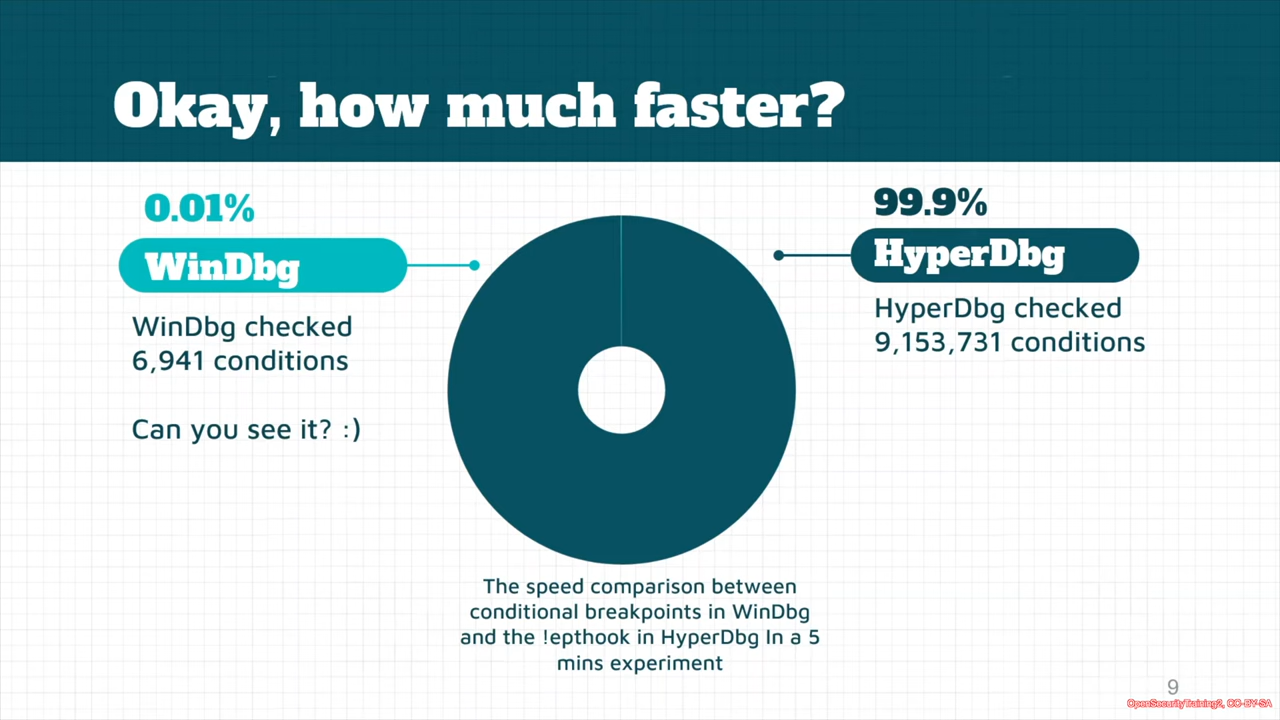 Okay, how much faster?
0.01%
WinDbg
WinDbg checked
6,941 conditions
Can you see it? :)
99.9%
HyperDbg
HyperDbg checked
9,153,731 conditions
The speed comparison between
conditional breakpoints in WinDbg
and the !epthook in HyperDbg In a 5
mins experiment
9
OpenSecurityTraining2, CC-BY-SA